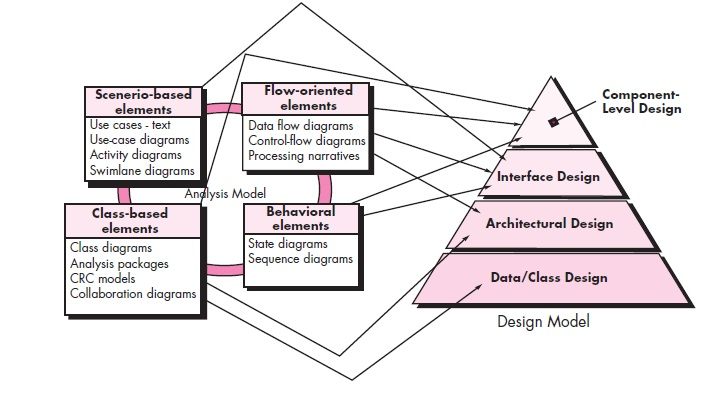 Scenerio-based
elements
Use cases - text
Use-case diagrams
Activity diagrams
Swimlane diagrams
Flow-oriented
elements
Data flow diagrams
Control-flow diagrams
Processing narratives
Analysis Model
Class-based
elements
Class diagrams
Analysis packages
CRC models
Collaboration diagrams
Behavioral
elements
State diagrams
Sequence diagrams
Component-
Level Design
Interface Design
Architectural Design
Data/Class Design
Design Model